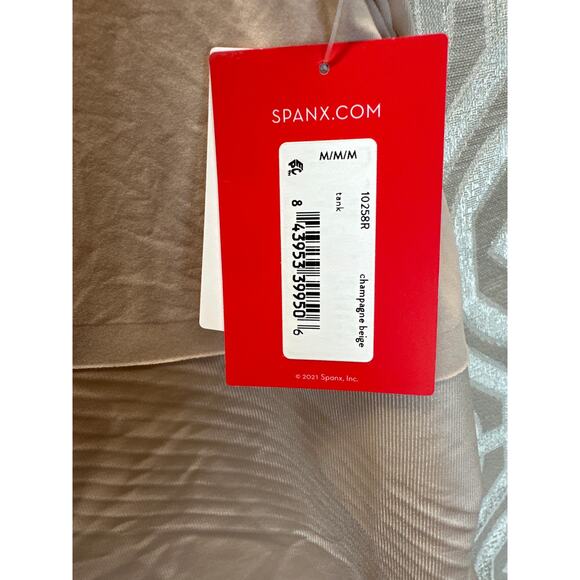 SPANX.COM
M/M/M
10258R
tank
champagne beige
8 43953 39950 6
© 2021 Spanx, Inc.